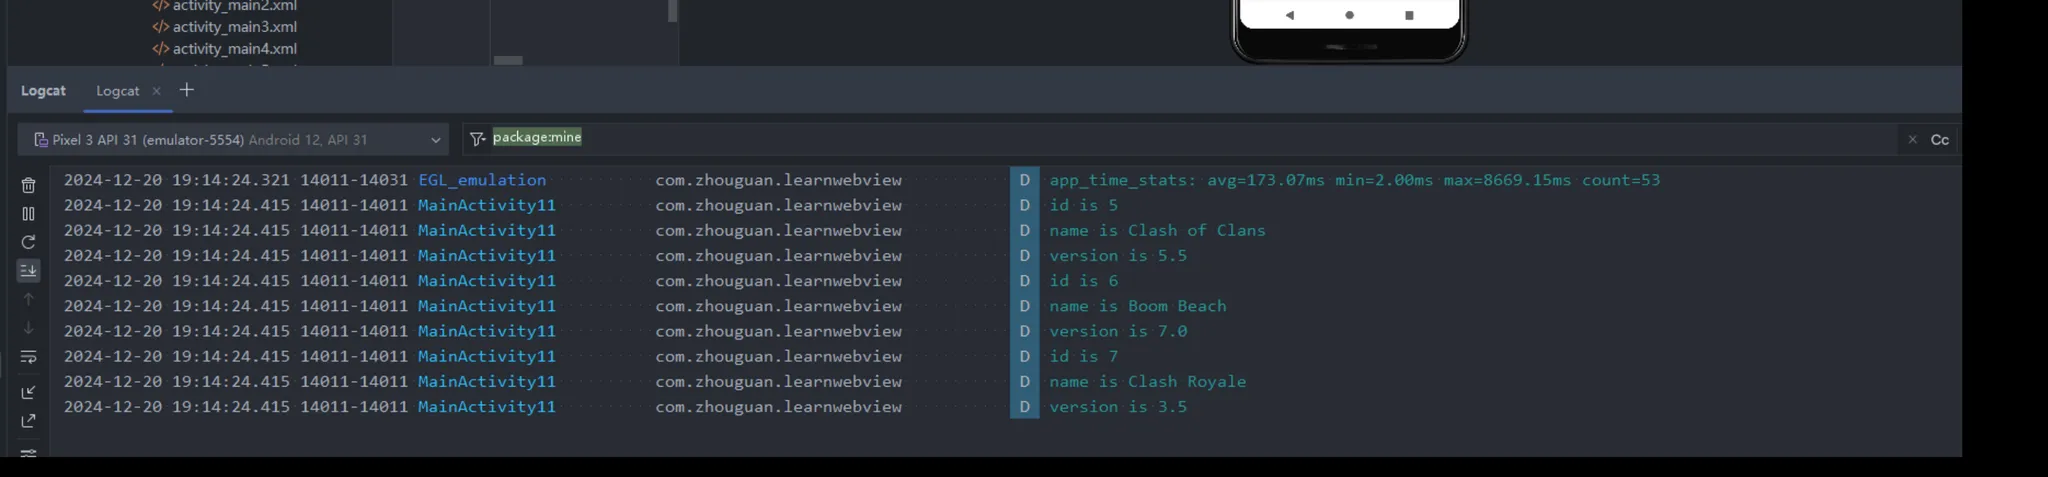 </> activity_main2.xml
</> activity_main3.xml
</> activity_main4.xml
Logcat Logcat × +
Pixel 3 API 31 (emulator-5554) Android 12, API 31 package:mine × Cc
2024-12-20 19:14:24.321 14011-14031 EGL_emulation com.zhouguan.learnwebview D app_time_stats: avg=173.07ms min=2.00ms max=8669.15ms count=53
2024-12-20 19:14:24.415 14011-14011 MainActivity11 com.zhouguan.learnwebview D id is 5
2024-12-20 19:14:24.415 14011-14011 MainActivity11 com.zhouguan.learnwebview D name is Clash of Clans
2024-12-20 19:14:24.415 14011-14011 MainActivity11 com.zhouguan.learnwebview D version is 5.5
2024-12-20 19:14:24.415 14011-14011 MainActivity11 com.zhouguan.learnwebview D id is 6
2024-12-20 19:14:24.415 14011-14011 MainActivity11 com.zhouguan.learnwebview D name is Boom Beach
2024-12-20 19:14:24.415 14011-14011 MainActivity11 com.zhouguan.learnwebview D version is 7.0
2024-12-20 19:14:24.415 14011-14011 MainActivity11 com.zhouguan.learnwebview D id is 7
2024-12-20 19:14:24.415 14011-14011 MainActivity11 com.zhouguan.learnwebview D name is Clash Royale
2024-12-20 19:14:24.415 14011-14011 MainActivity11 com.zhouguan.learnwebview D version is 3.5